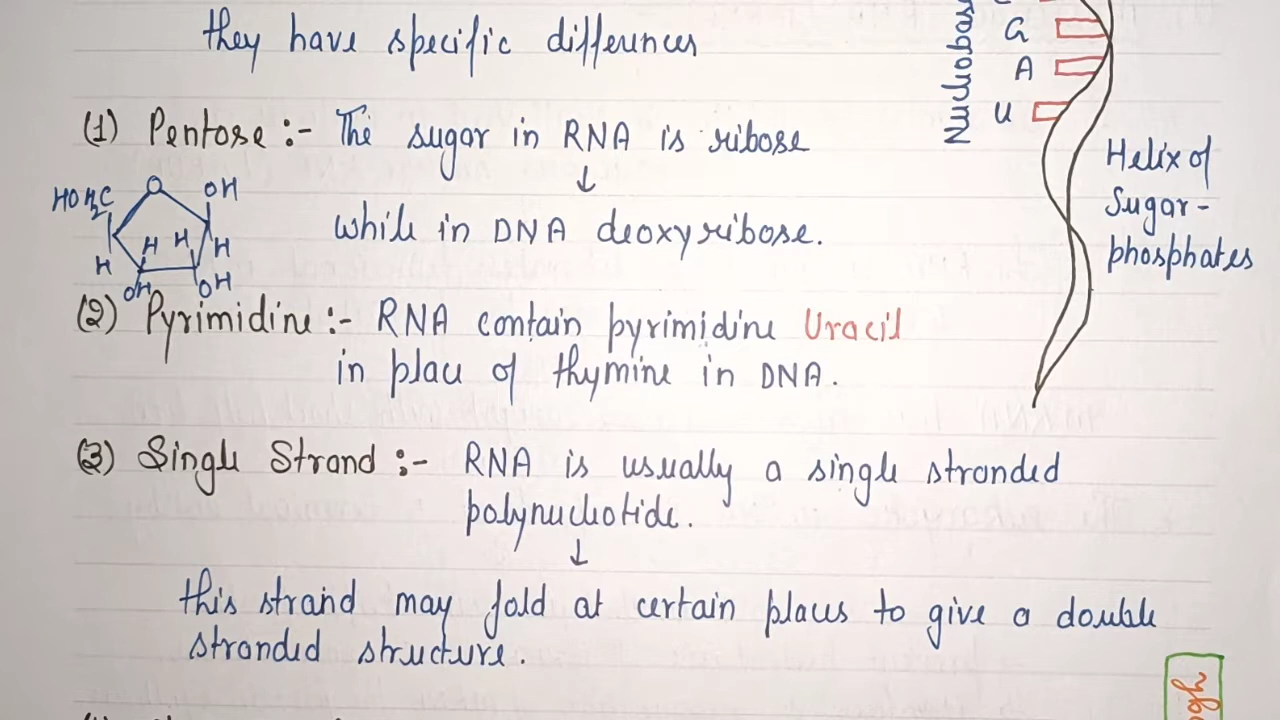 they have specific differences
(1) Pentose :- The sugar in RNA is ribose
↓
while in DNA deoxyribose.
HOH2C
O
OH
H
H
H
H
OH
OH
(2) Pyrimidine :- RNA contain pyrimidine Uracil
in place of thymine in DNA.
(3) Single Strand :- RNA is usually a single stranded
polynucleotide.
↓
this strand may fold at certain places to give a double
stranded structure.
G
A
U
Helix of
Sugar-
phosphates